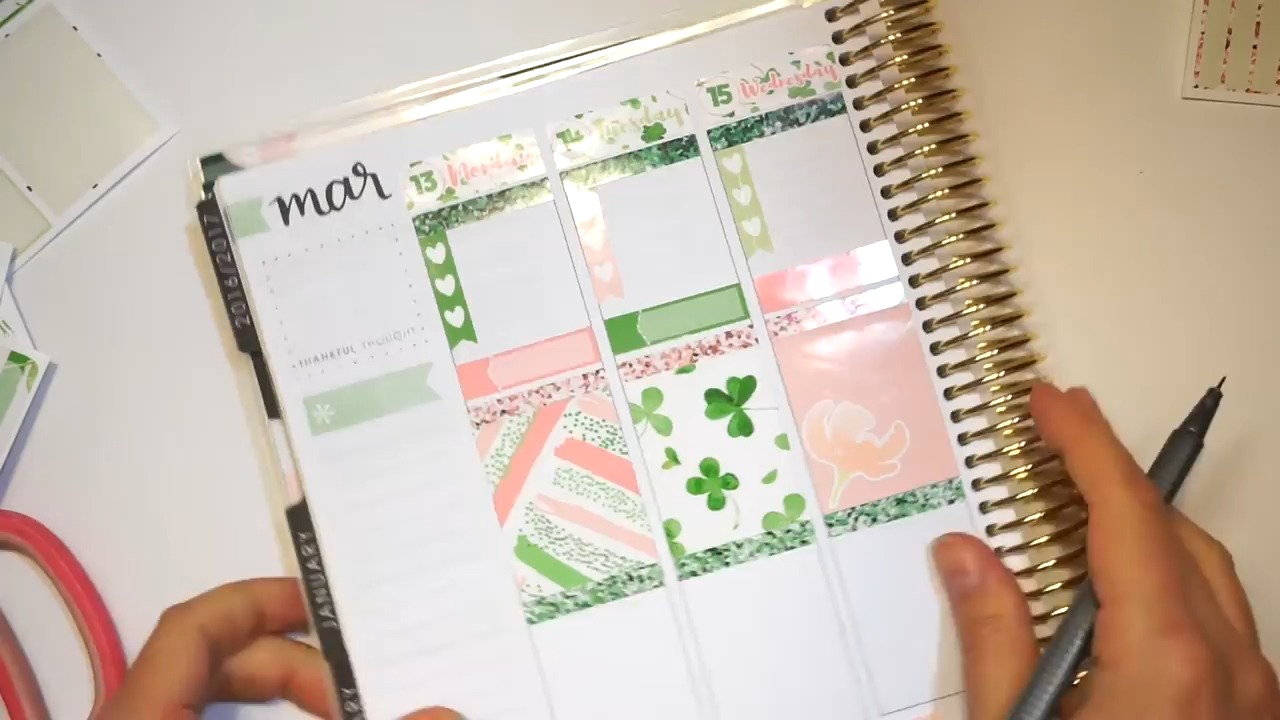 mar
13 Monday
14 Tuesday
15 Wednesday
2016/2017
THANKFUL THOUGHT
JANUARY